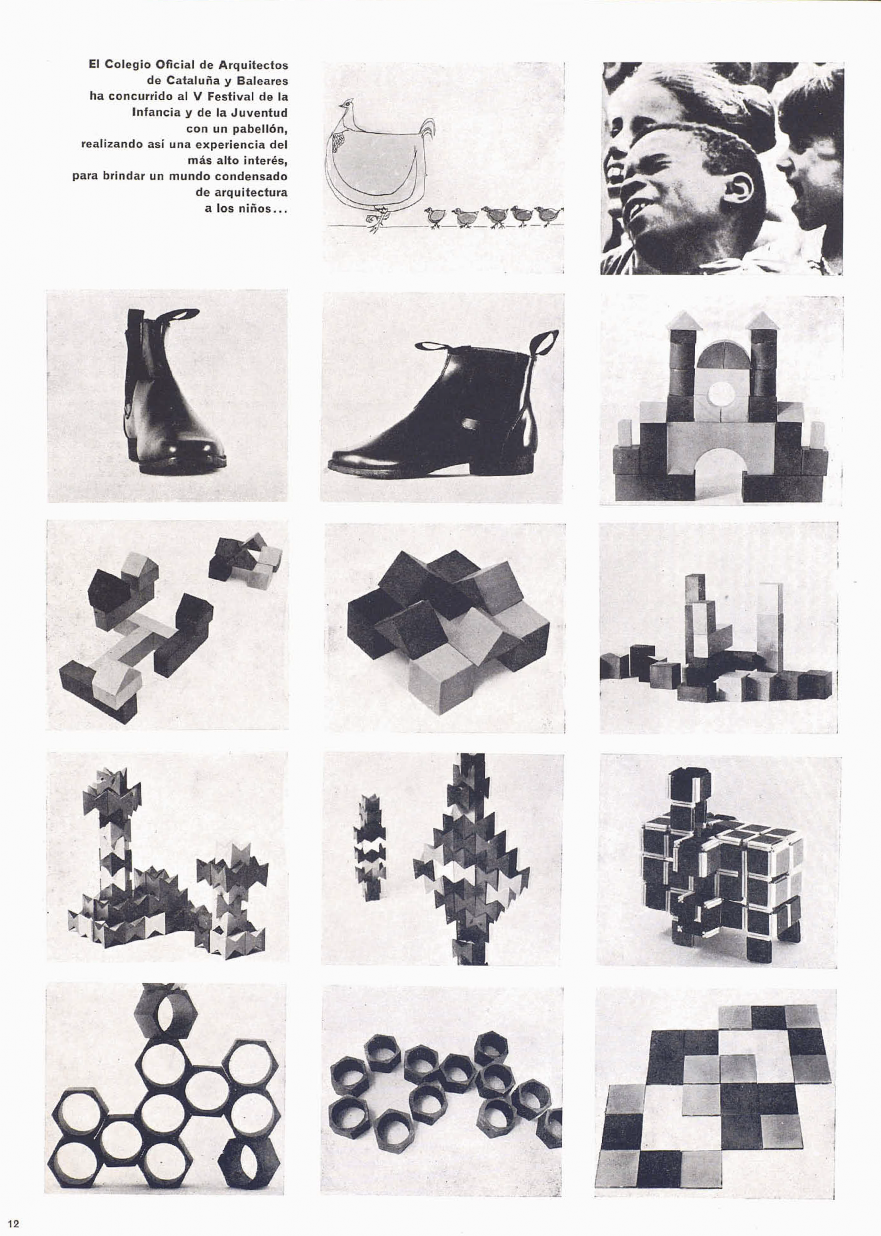 El Colegio Oficial de Arquitectos
de Cataluña y Baleares
ha concurrido al V Festival de la
Infancia y de la Juventud
con un pabellón,
realizando así una experiencia del
más alto interés,
para brindar un mundo condensado
de arquitectura
a los niños...
12